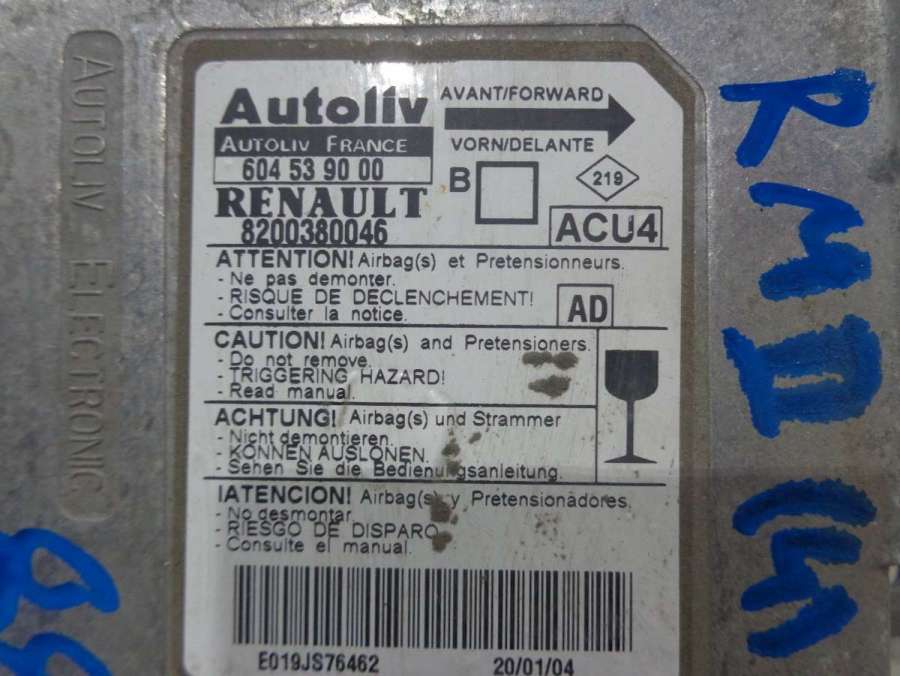 AUTOLIV ELECTRONIC
Autoliv
AUTOLIV FRANCE
604 53 90 00
RENAULT
8200380046
AVANT/FORWARD
VORN/DELANTE
B
219
ACU4
ATTENTION! Airbag(s) et Pretensionneurs.
- Ne pas demonter.
- RISQUE DE DECLENCHEMENT!
- Consulter la notice.
AD
CAUTION! Airbag(s) and Pretensioners.
- Do not remove.
- TRIGGERING HAZARD!
- Read manual.
ACHTUNG! Airbag(s) und Strammer
- Nicht demontieren.
- KONNEN AUSLONEN.
- Sehen Sie die Bedienungsanleitung.
IATENCION! Airbag(s) y Pretensionadores.
- No desmontar
- RIESGO DE DISPARO
- Consulte el manual.
E019JS76462
20/01/04